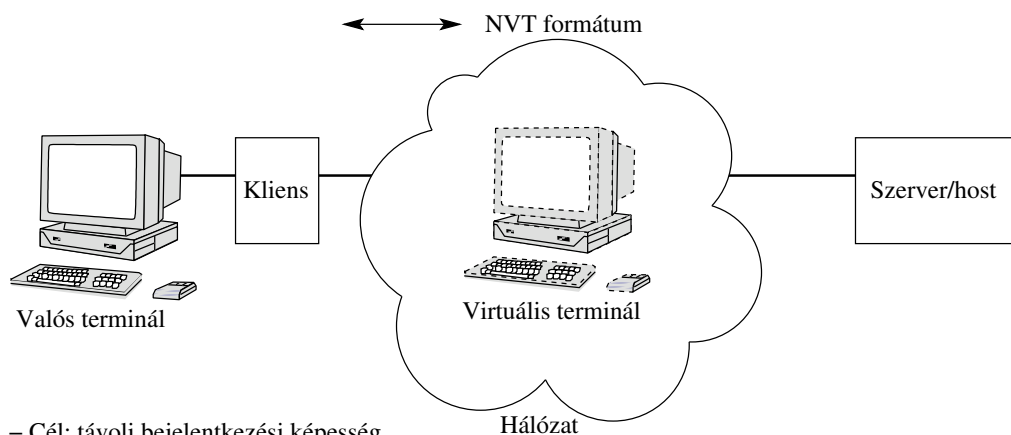 NVT formátum
Kliens
Szerver/host
Valós terminál
Virtuális terminál
Hálózat
– Cél: távoli bejelentkezési képesség